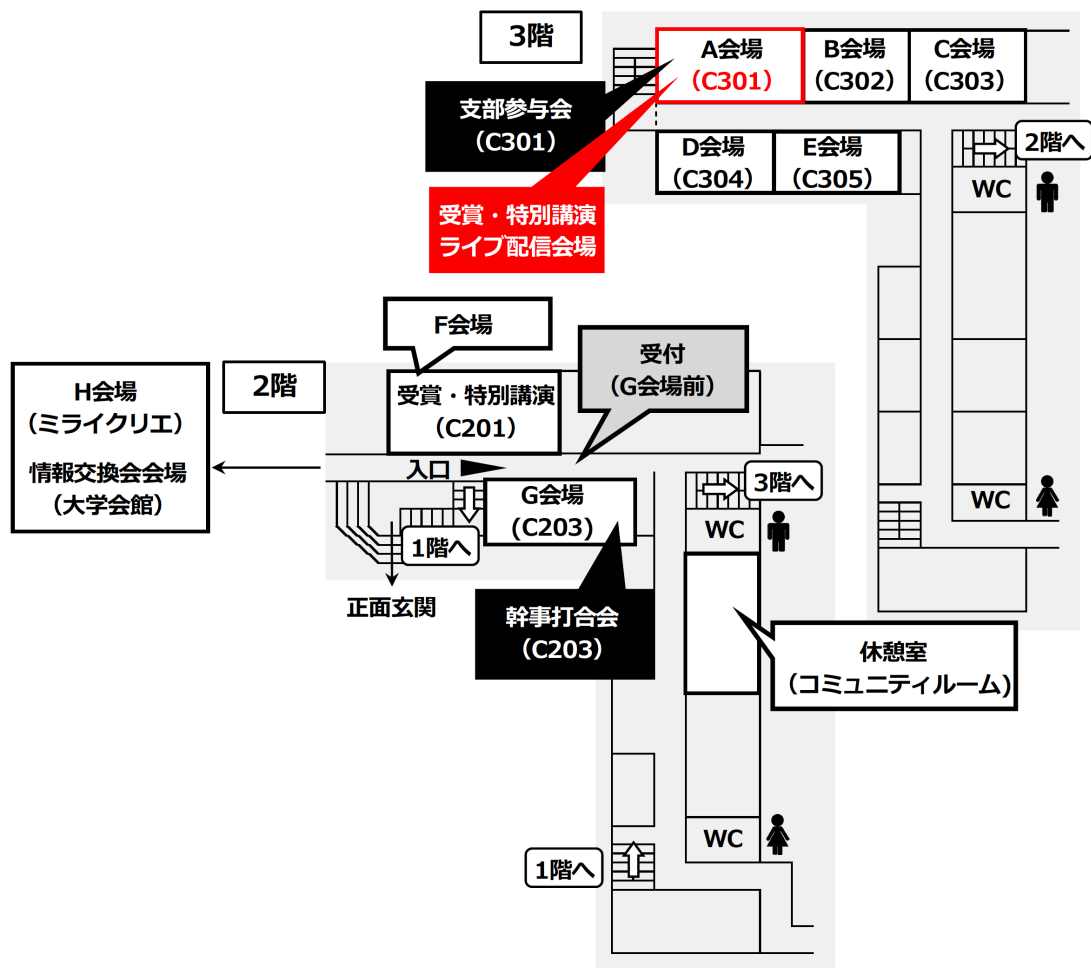 3階
A会場
（C301）
B会場
（C302）
C会場
（C303）
支部参与会
（C301）
D会場
（C304）
E会場
（C305）
2階へ
WC
受賞・特別講演
ライブ配信会場
WC
F会場
受付
（G会場前）
2階
H会場
（ミライクリエ）
情報交換会会場
（大学会館）
受賞・特別講演
（C201）
入口
3階へ
G会場
（C203）
WC
1階へ
正面玄関
幹事打合会
（C203）
休憩室
（コミュニティルーム)
WC
1階へ